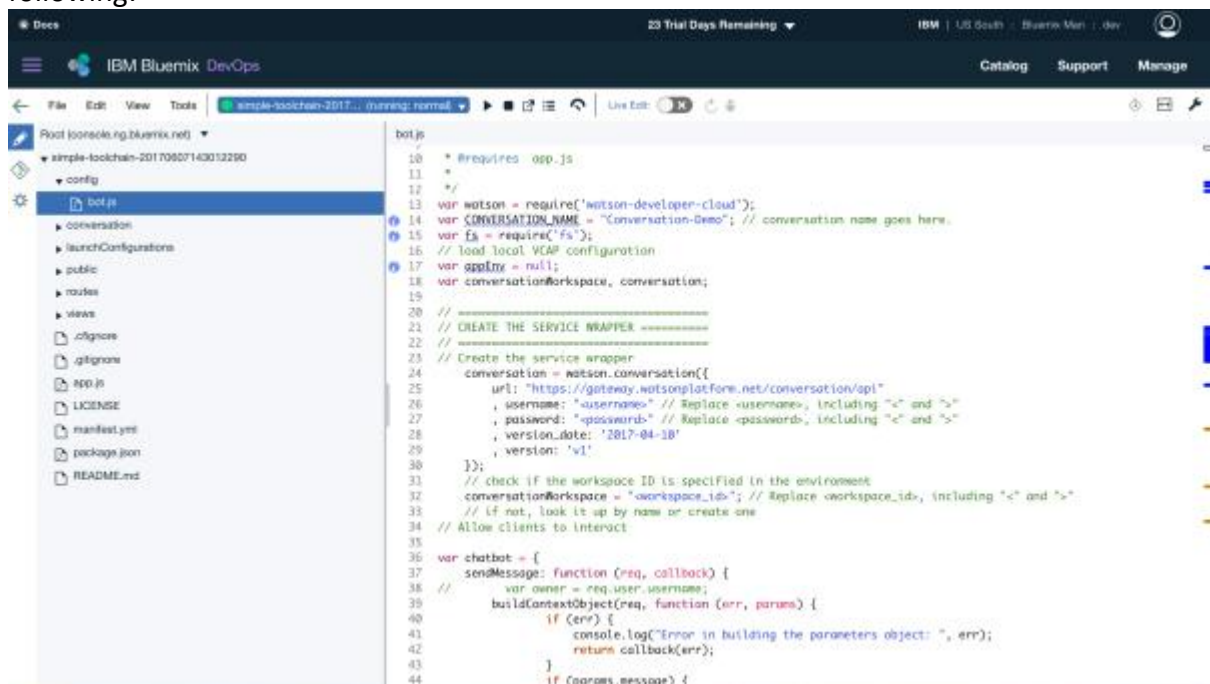 following:
Docs
23 Trial Days Remaining
IBM | US South : Bluemix Man : dev
IBM Bluemix DevOps
Catalog Support Manage
File Edit View Tools simple-toolchain-2017... (running: normal) Live Edit:
Root (console.ng.bluemix.net)
bot.js
simple-toolchain-20170607143012290
config
bot.js
conversation
launchConfigurations
public
routes
views
.cfignore
.gitignore
app.js
LICENSE
manifest.yml
package.json
README.md
10 * @requires app.js
11 *
12 */
13 var watson = require('watson-developer-cloud');
14 var CONVERSATION_NAME = "Conversation-Demo"; // conversation name goes here.
15 var fs = require('fs');
16 // load local VCAP configuration
17 var appEnv = null;
18 var conversationWorkspace, conversation;
19
20 // =====================================
21 // CREATE THE SERVICE WRAPPER ==========
22 // =====================================
23 // Create the service wrapper
24 conversation = watson.conversation({
25 url: "https://gateway.watsonplatform.net/conversation/api"
26 , username: "<username>" // Replace <username>, including "<" and ">"
27 , password: "<password>" // Replace <password>, including "<" and ">"
28 , version_date: '2017-04-10'
29 , version: 'v1'
30 });
31 // check if the workspace ID is specified in the environment
32 conversationWorkspace = "<workspace_id>"; // Replace <workspace_id>, including "<" and ">"
33 // if not, look it up by name or create one
34 // Allow clients to interact
35
36 var chatbot = {
37 sendMessage: function (req, callback) {
38 // var owner = req.user.username;
39 buildContextObject(req, function (err, params) {
40 if (err) {
41 console.log("Error in building the parameters object: ", err);
42 return callback(err);
43 }
44 if (params.message) {